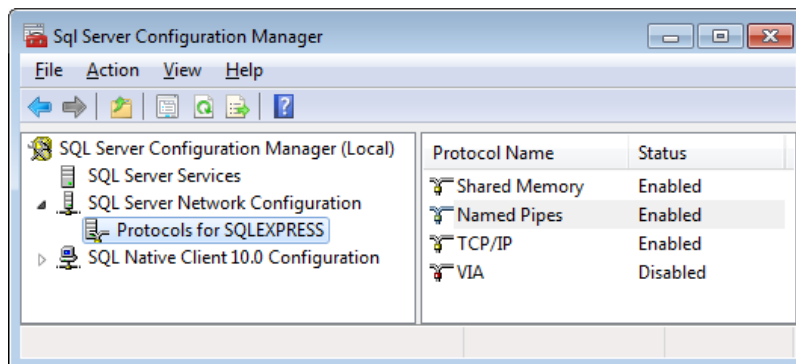 Sql Server Configuration Manager
File Action View Help
SQL Server Configuration Manager (Local)
SQL Server Services
SQL Server Network Configuration
Protocols for SQLEXPRESS
SQL Native Client 10.0 Configuration
Protocol Name Status
Shared Memory Enabled
Named Pipes Enabled
TCP/IP Enabled
VIA Disabled